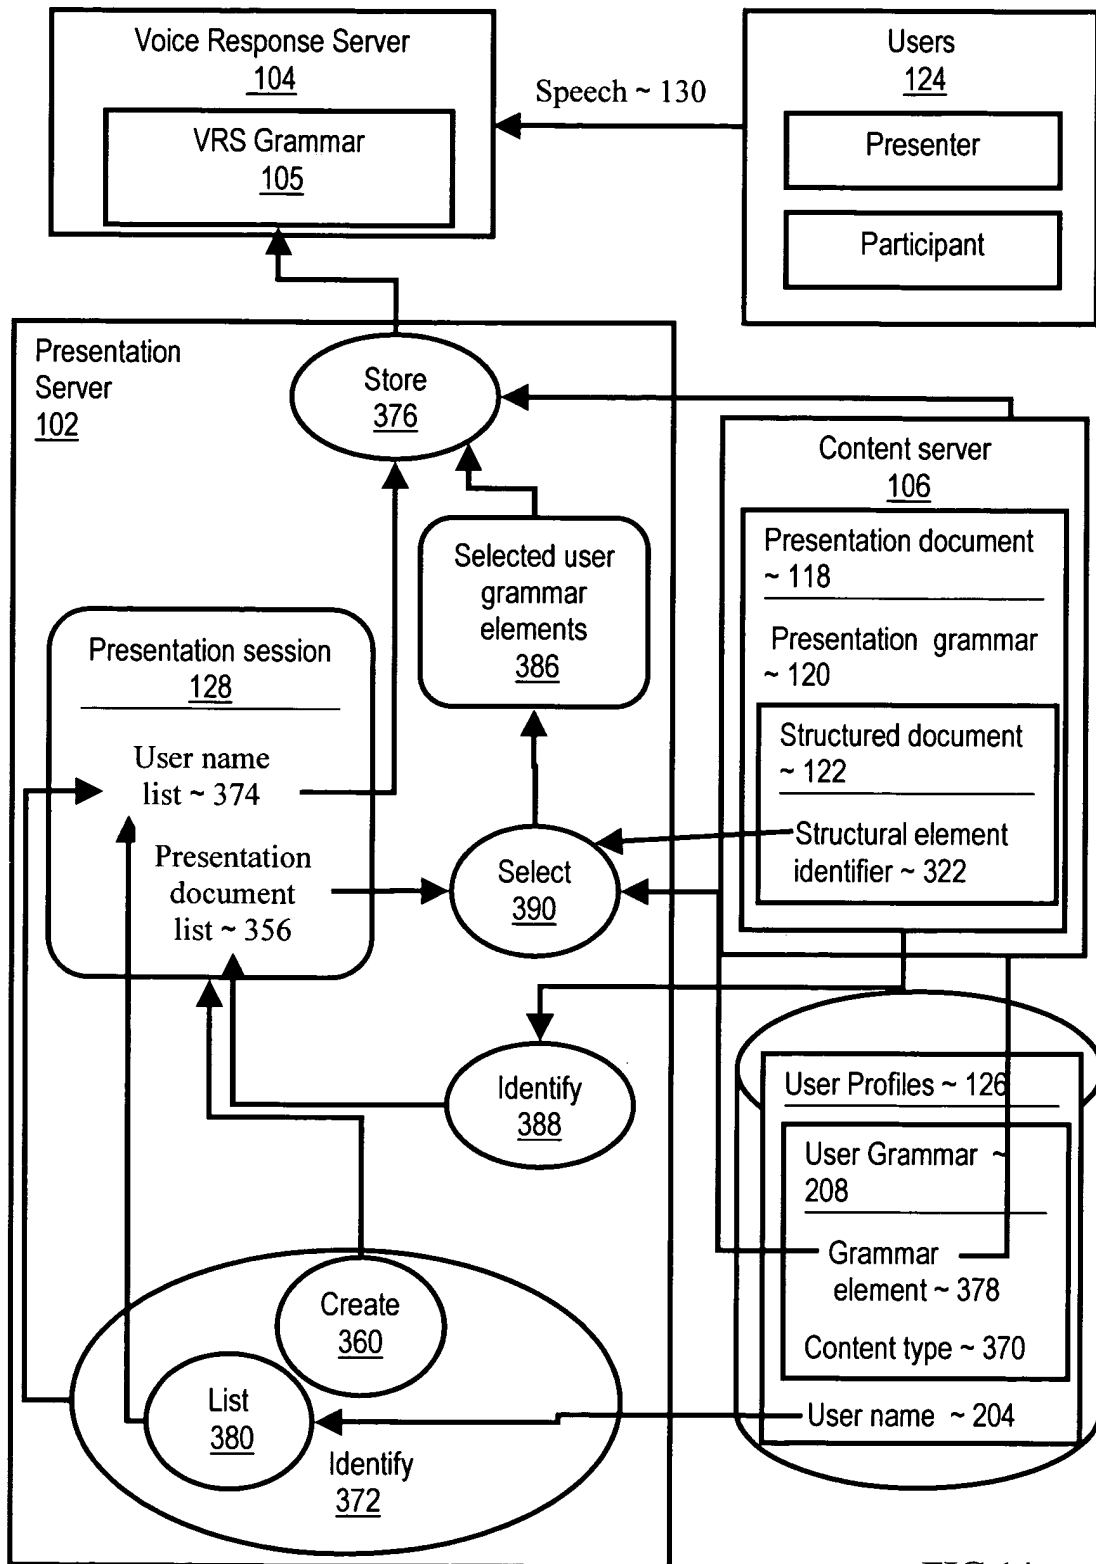 Voice Response Server
104
VRS Grammar
105
Speech ~ 130
Users
124
Presenter
Participant
Presentation
Server
102
Store
376
Content server
106
Presentation document
~ 118
Presentation grammar
~ 120
Structured document
~ 122
Structural element
identifier ~ 322
Selected user
grammar
elements
386
Presentation session
128
User name
list ~ 374
Presentation
document
list ~ 356
Select
390
Identify
388
User Profiles ~ 126
User Grammar ~
208
Grammar
element ~ 378
Content type ~ 370
User name ~ 204
Create
360
List
380
Identify
372